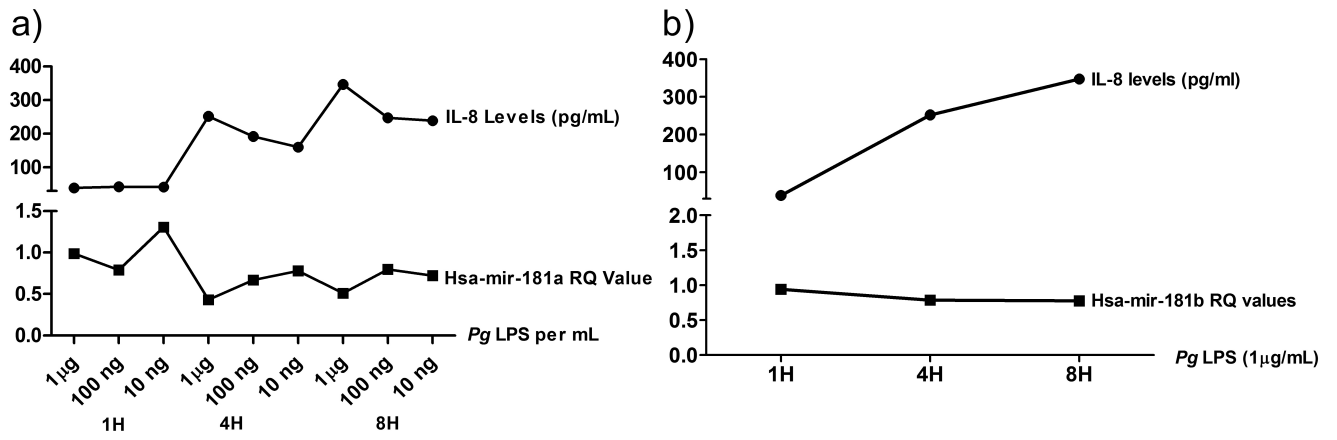 a)
400
300
200
100
IL-8 Levels (pg/mL)
1.5
1.0
0.5
0.0
Hsa-mir-181a RQ Value
Pg LPS per mL
1µg
100 ng
10 ng
1µg
100 ng
10 ng
1µg
100 ng
10 ng
1H
4H
8H
b)
400
300
200
100
IL-8 levels (pg/ml)
2.0
1.5
1.0
0.5
0.0
Hsa-mir-181b RQ values
Pg LPS (1µg/mL)
1H
4H
8H